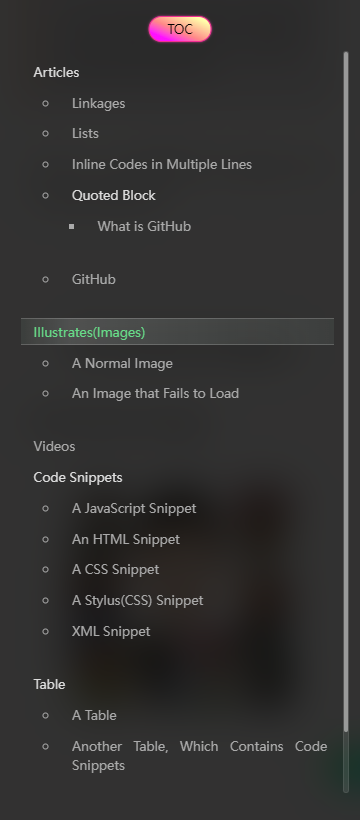 TOC
Articles
Linkages
Lists
Inline Codes in Multiple Lines
Quoted Block
What is GitHub
GitHub
Illustrates(Images)
A Normal Image
An Image that Fails to Load
Videos
Code Snippets
A JavaScript Snippet
An HTML Snippet
A CSS Snippet
A Stylus(CSS) Snippet
XML Snippet
Table
A Table
Another Table, Which Contains Code
Snippets